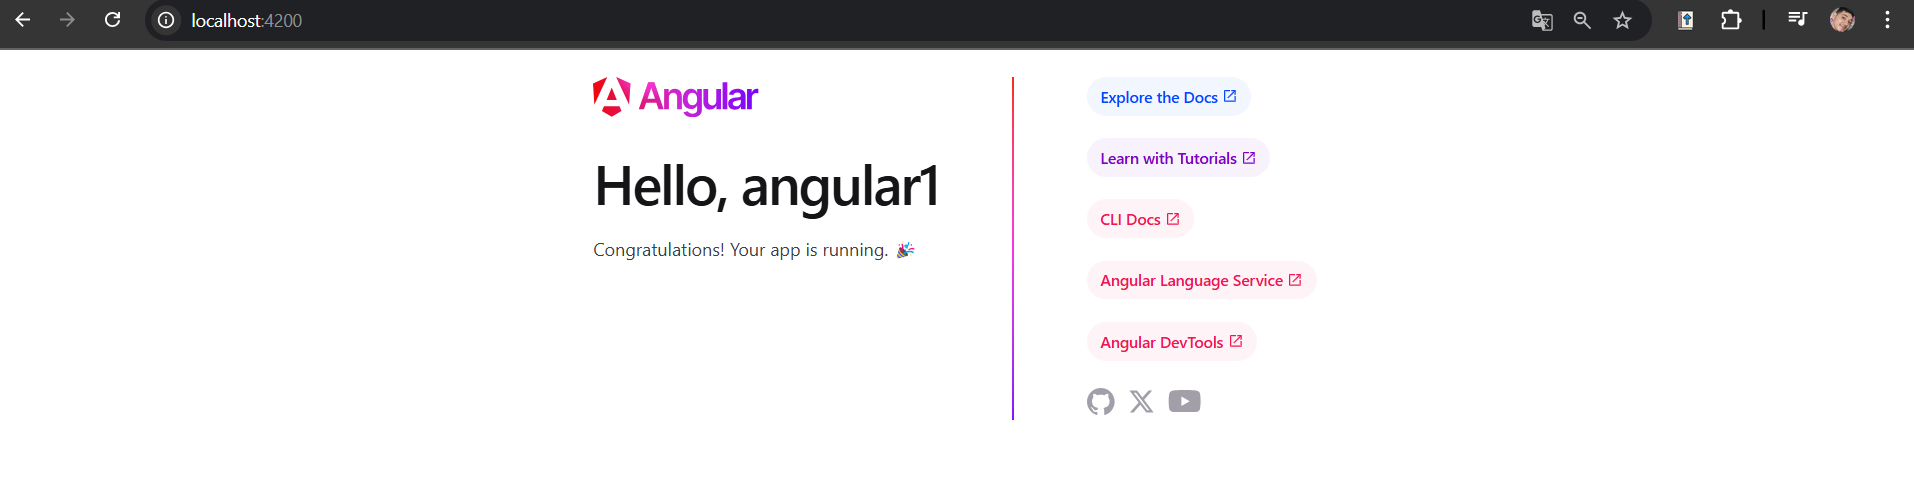 localhost:4200
Angular
Hello, angular1
Congratulations! Your app is running. 🎉
Explore the Docs
Learn with Tutorials
CLI Docs
Angular Language Service
Angular DevTools